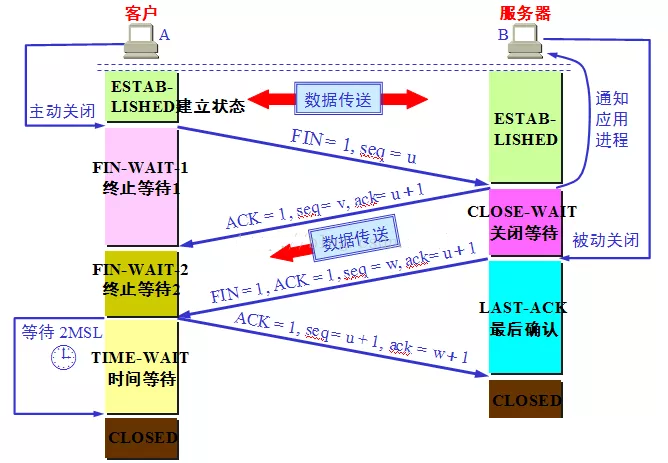 客户
服务器
A
B
ESTAB-
LISHED建立状态
数据传送
ESTAB-
LISHED
通知
应用
进程
主动关闭
FIN= 1, seq = u
FIN-WAIT-1
终止等待1
ACK = 1, seq= v, ack= u+1
CLOSE-WAIT
关闭等待
数据传送
被动关闭
FIN-WAIT-2
终止等待2
FIN=1, ACK = 1, seq = w, ack= u+1
LAST-ACK
最后确认
等待 2MSL
ACK = 1, seq= u+1, ack = w+1
TIME-WAIT
时间等待
CLOSED
CLOSED